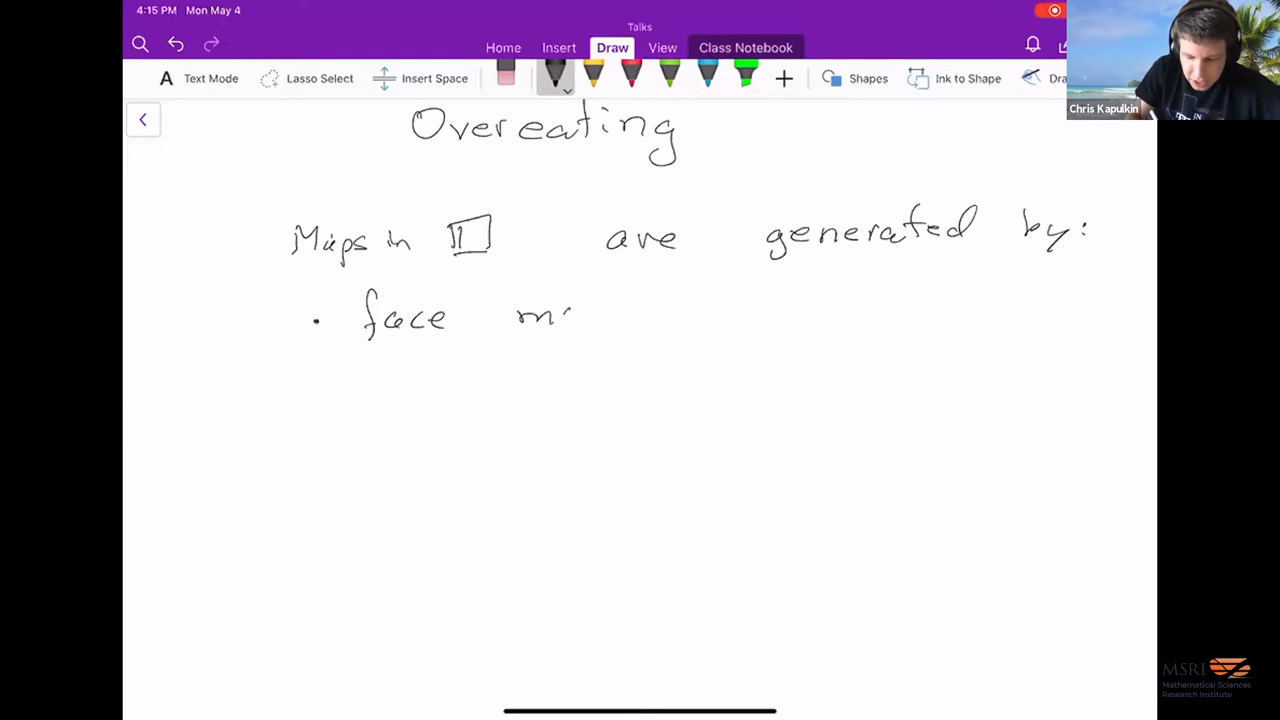 4:15 PM Mon May 4
Talks
Home Insert Draw View Class Notebook
A Text Mode Lasso Select Insert Space + Shapes Ink to Shape Dra
Chris Kapulkin
Overeating
Maps in □ are generated by:
• face m
MSRI
Mathematical Sciences
Research Institute